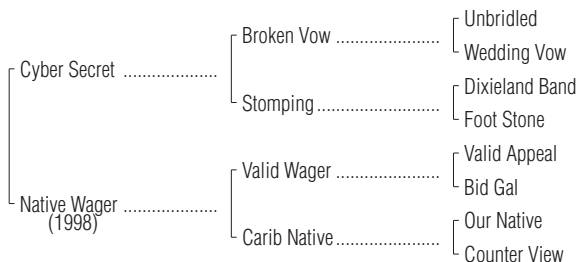 Unbridled
Broken Vow ......................
Wedding Vow
Cyber Secret ....................
Dixieland Band
Stomping..........................
Foot Stone
Valid Appeal
Valid Wager ......................
Bid Gal
Native Wager ....................
(1998)
Our Native
Carib Native......................
Counter View